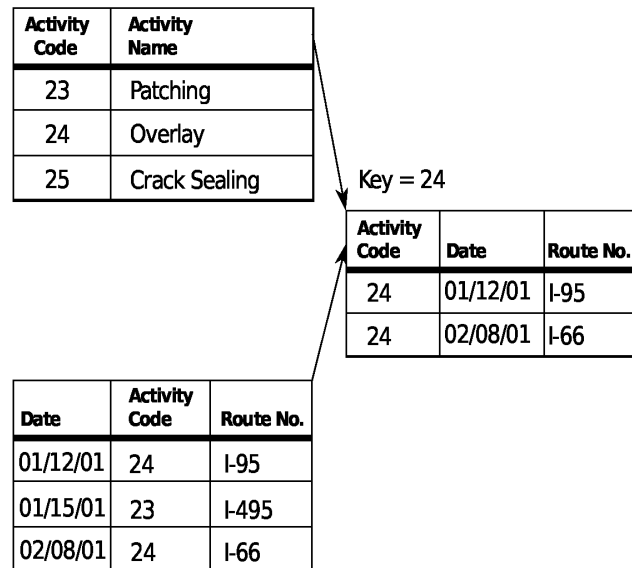 Activity Code Activity Name
23 Patching
24 Overlay
25 Crack Sealing
Key = 24
Activity Code Date Route No.
24 01/12/01 I-95
24 02/08/01 I-66
Date Activity Code Route No.
01/12/01 24 I-95
01/15/01 23 I-495
02/08/01 24 I-66